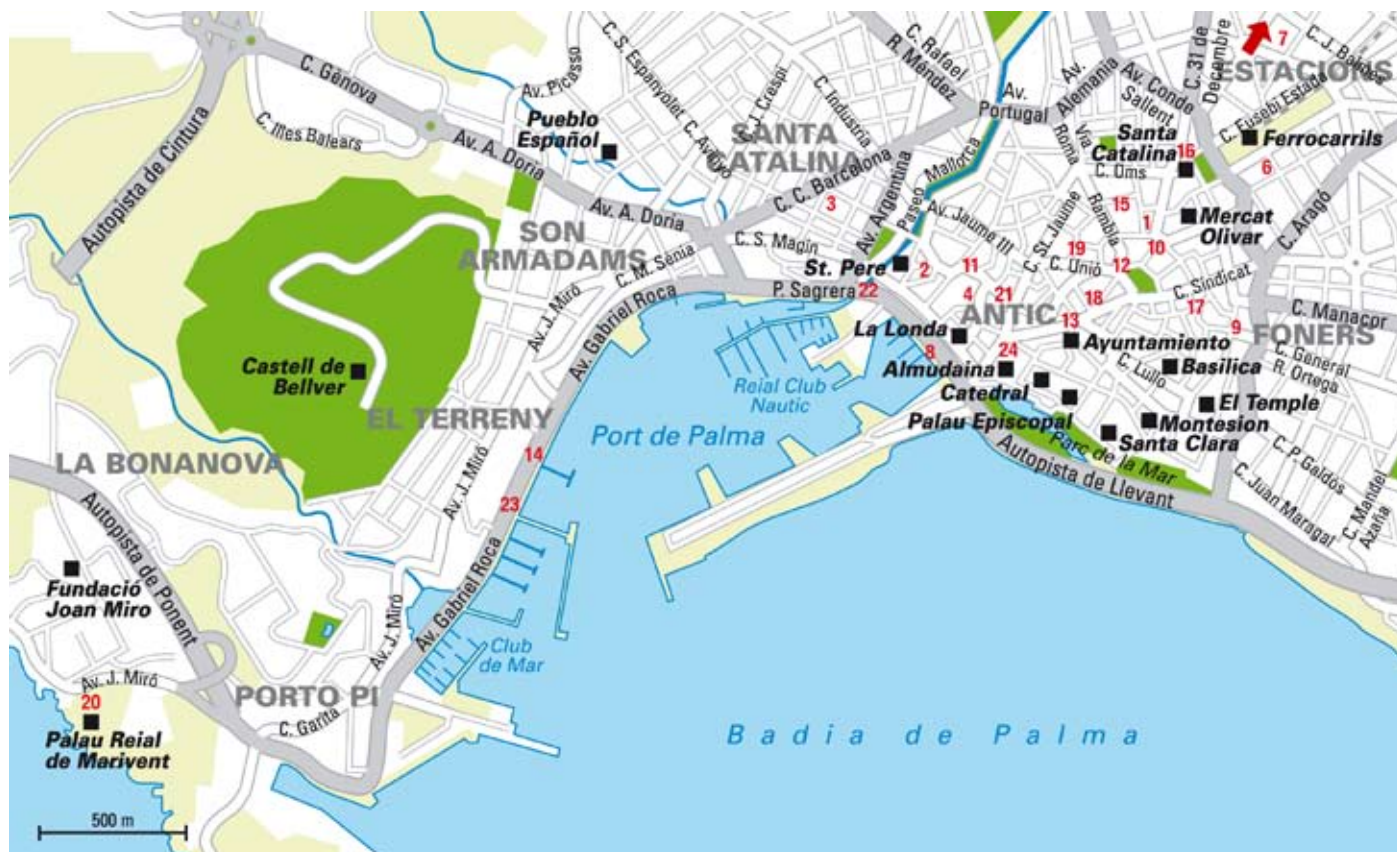 C. Gènova
Autopista de Cintura
C. mes Balears
Av. Picasso
C. S. Espanyolet
C. Aviñyo
C. J. Crespi
C. Industria
C. Rafael
R. Mendez
Av.
Portugal
Av.
Alemania
Av. Conde
Sallent
C. 31 de
Decembre
7
C. J. Balaguer
ESTACIONS
C. Eusebi Estada
Ferrocarrils
6
Pueblo
Español
SANTA
CATALINA
Mallorca
Paseo
Via
Roma
Santa
Catalina
16
C. Oms
Av. A. Doria
Av. A. Doria
C. C. Barcelona
3
Av. Argentina
Av. Jaume III
C. St. Jaume
Rambla
15
1
Mercat
Olivar
C. Aragó
SON
ARMADAMS
C. S. Magin
C. M. Sènia
St. Pere
2
11
19
C. Unió
12
10
C. Sindicat
P. Sagrera
22
4
21
18
17
ANTIC
13
9
C. Manacor
FONERS
Av. J. Miró
Av. Gabriel Roca
La Londa
8
24
Ayuntamiento
C. Lullo
Basilica
C. General
R. Ortega
Castell de
Bellver
Reial Club
Nautic
Almudaina
Catedral
Palau Episcopal
El Temple
Montesion
Santa Clara
EL TERRENY
Port de Palma
Parc de la Mar
Autopista de Llevant
C. P. Galdós
C. Juan Maragal
C. Mandel
Azaña
LA BONANOVA
14
23
Av. J. Miró
Autopista de Ponent
Fundació
Joan Miro
Av. Gabriel Roca
Av. J. Miró
Club
de Mar
Av. J. Miró
PORTO PI
C. Garita
20
Palau Reial
de Marivent
Badia de Palma
500 m